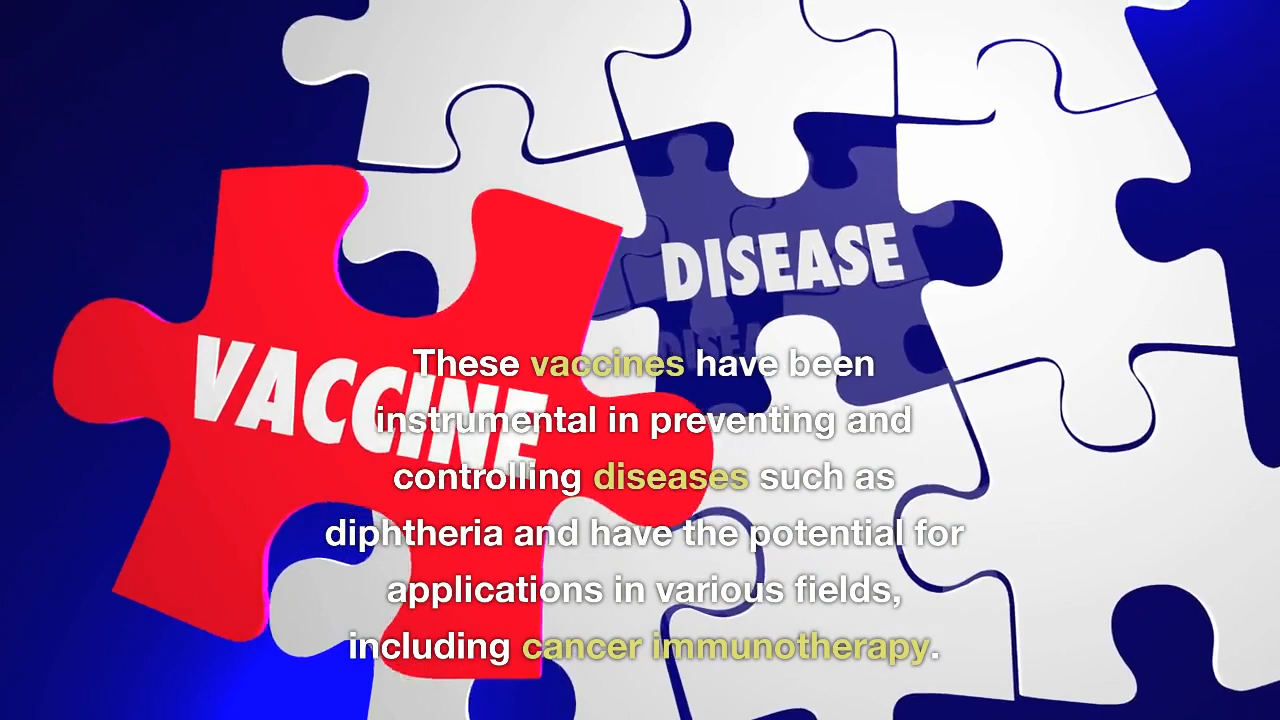 DISEASE
VACCINE
These vaccines have been
instrumental in preventing and
controlling diseases such as
diphtheria and have the potential for
applications in various fields,
including cancer immunotherapy.